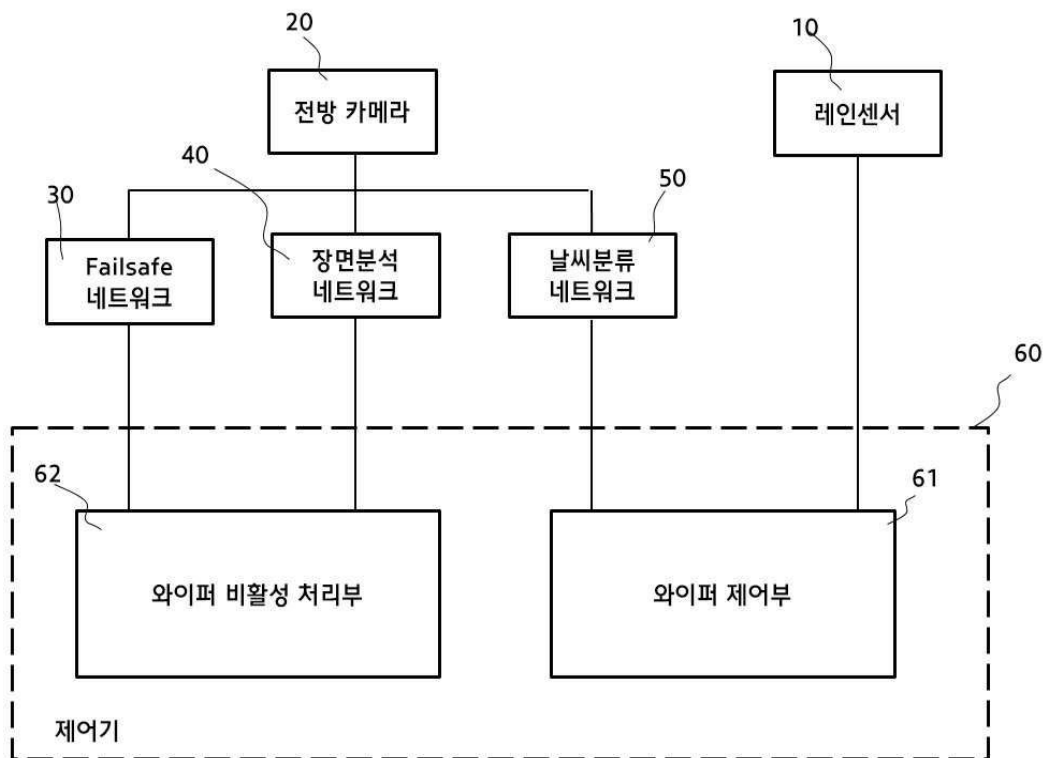 20
10
전방 카메라
레인센서
40
50
30
Failsafe
네트워크
장면분석
네트워크
날씨분류
네트워크
60
62
61
와이퍼 비활성 처리부
와이퍼 제어부
제어기